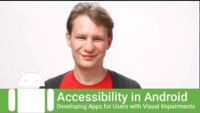 Accessibility in Android
Developing Apps for Users with Visual Impairments